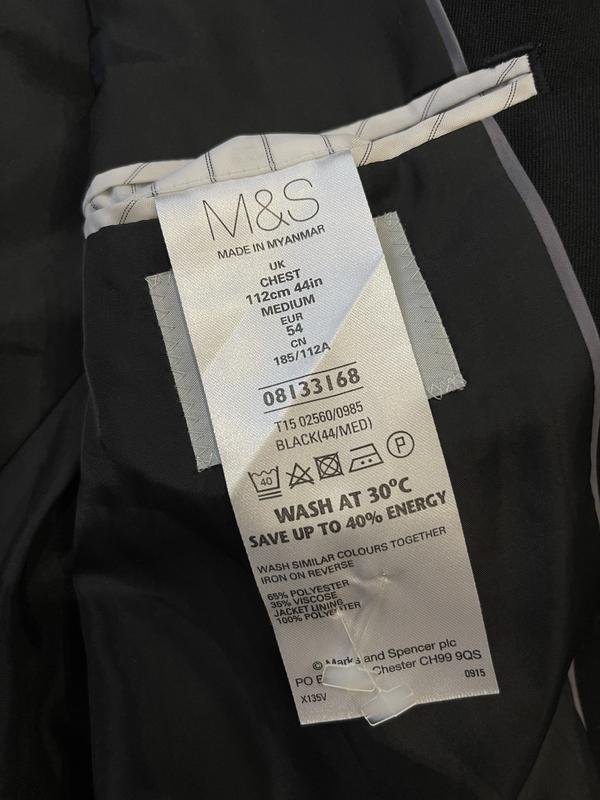 M&S
MADE IN MYANMAR
UK
CHEST
112cm 44in
MEDIUM
EUR
54
CN
185/112A
08133168
T15 02560/0985
BLACK(44/MED)
40 P
WASH AT 30ºC
SAVE UP TO 40% ENERGY
WASH SIMILAR COLOURS TOGETHER
IRON ON REVERSE
65% POLYESTER
35% VISCOSE
JACKET LINING
100% POLYESTER
© Marks and Spencer plc
PO Chester CH99 9QS
X135V 0915